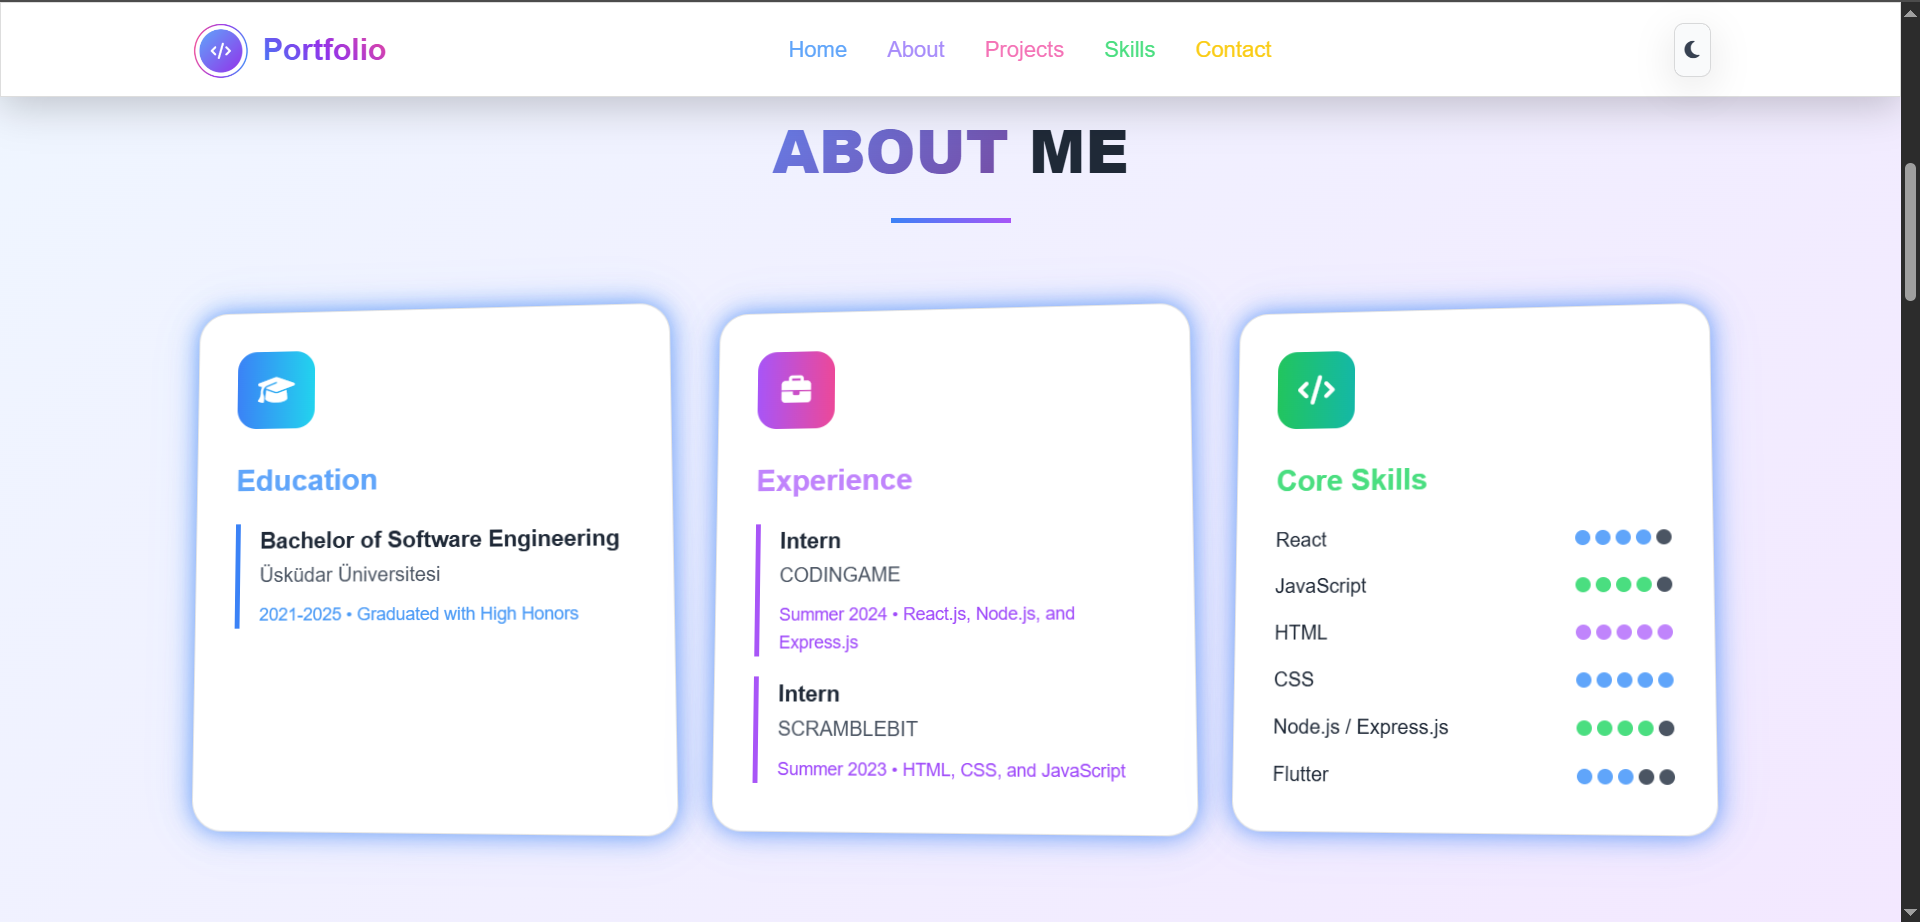 Portfolio
Home About Projects Skills Contact
ABOUT ME
Education
Bachelor of Software Engineering
Üsküdar Üniversitesi
2021-2025 • Graduated with High Honors
Experience
Intern
CODINGAME
Summer 2024 • React.js, Node.js, and
Express.js
Intern
SCRAMBLEBIT
Summer 2023 • HTML, CSS, and JavaScript
Core Skills
React
JavaScript
HTML
CSS
Node.js / Express.js
Flutter